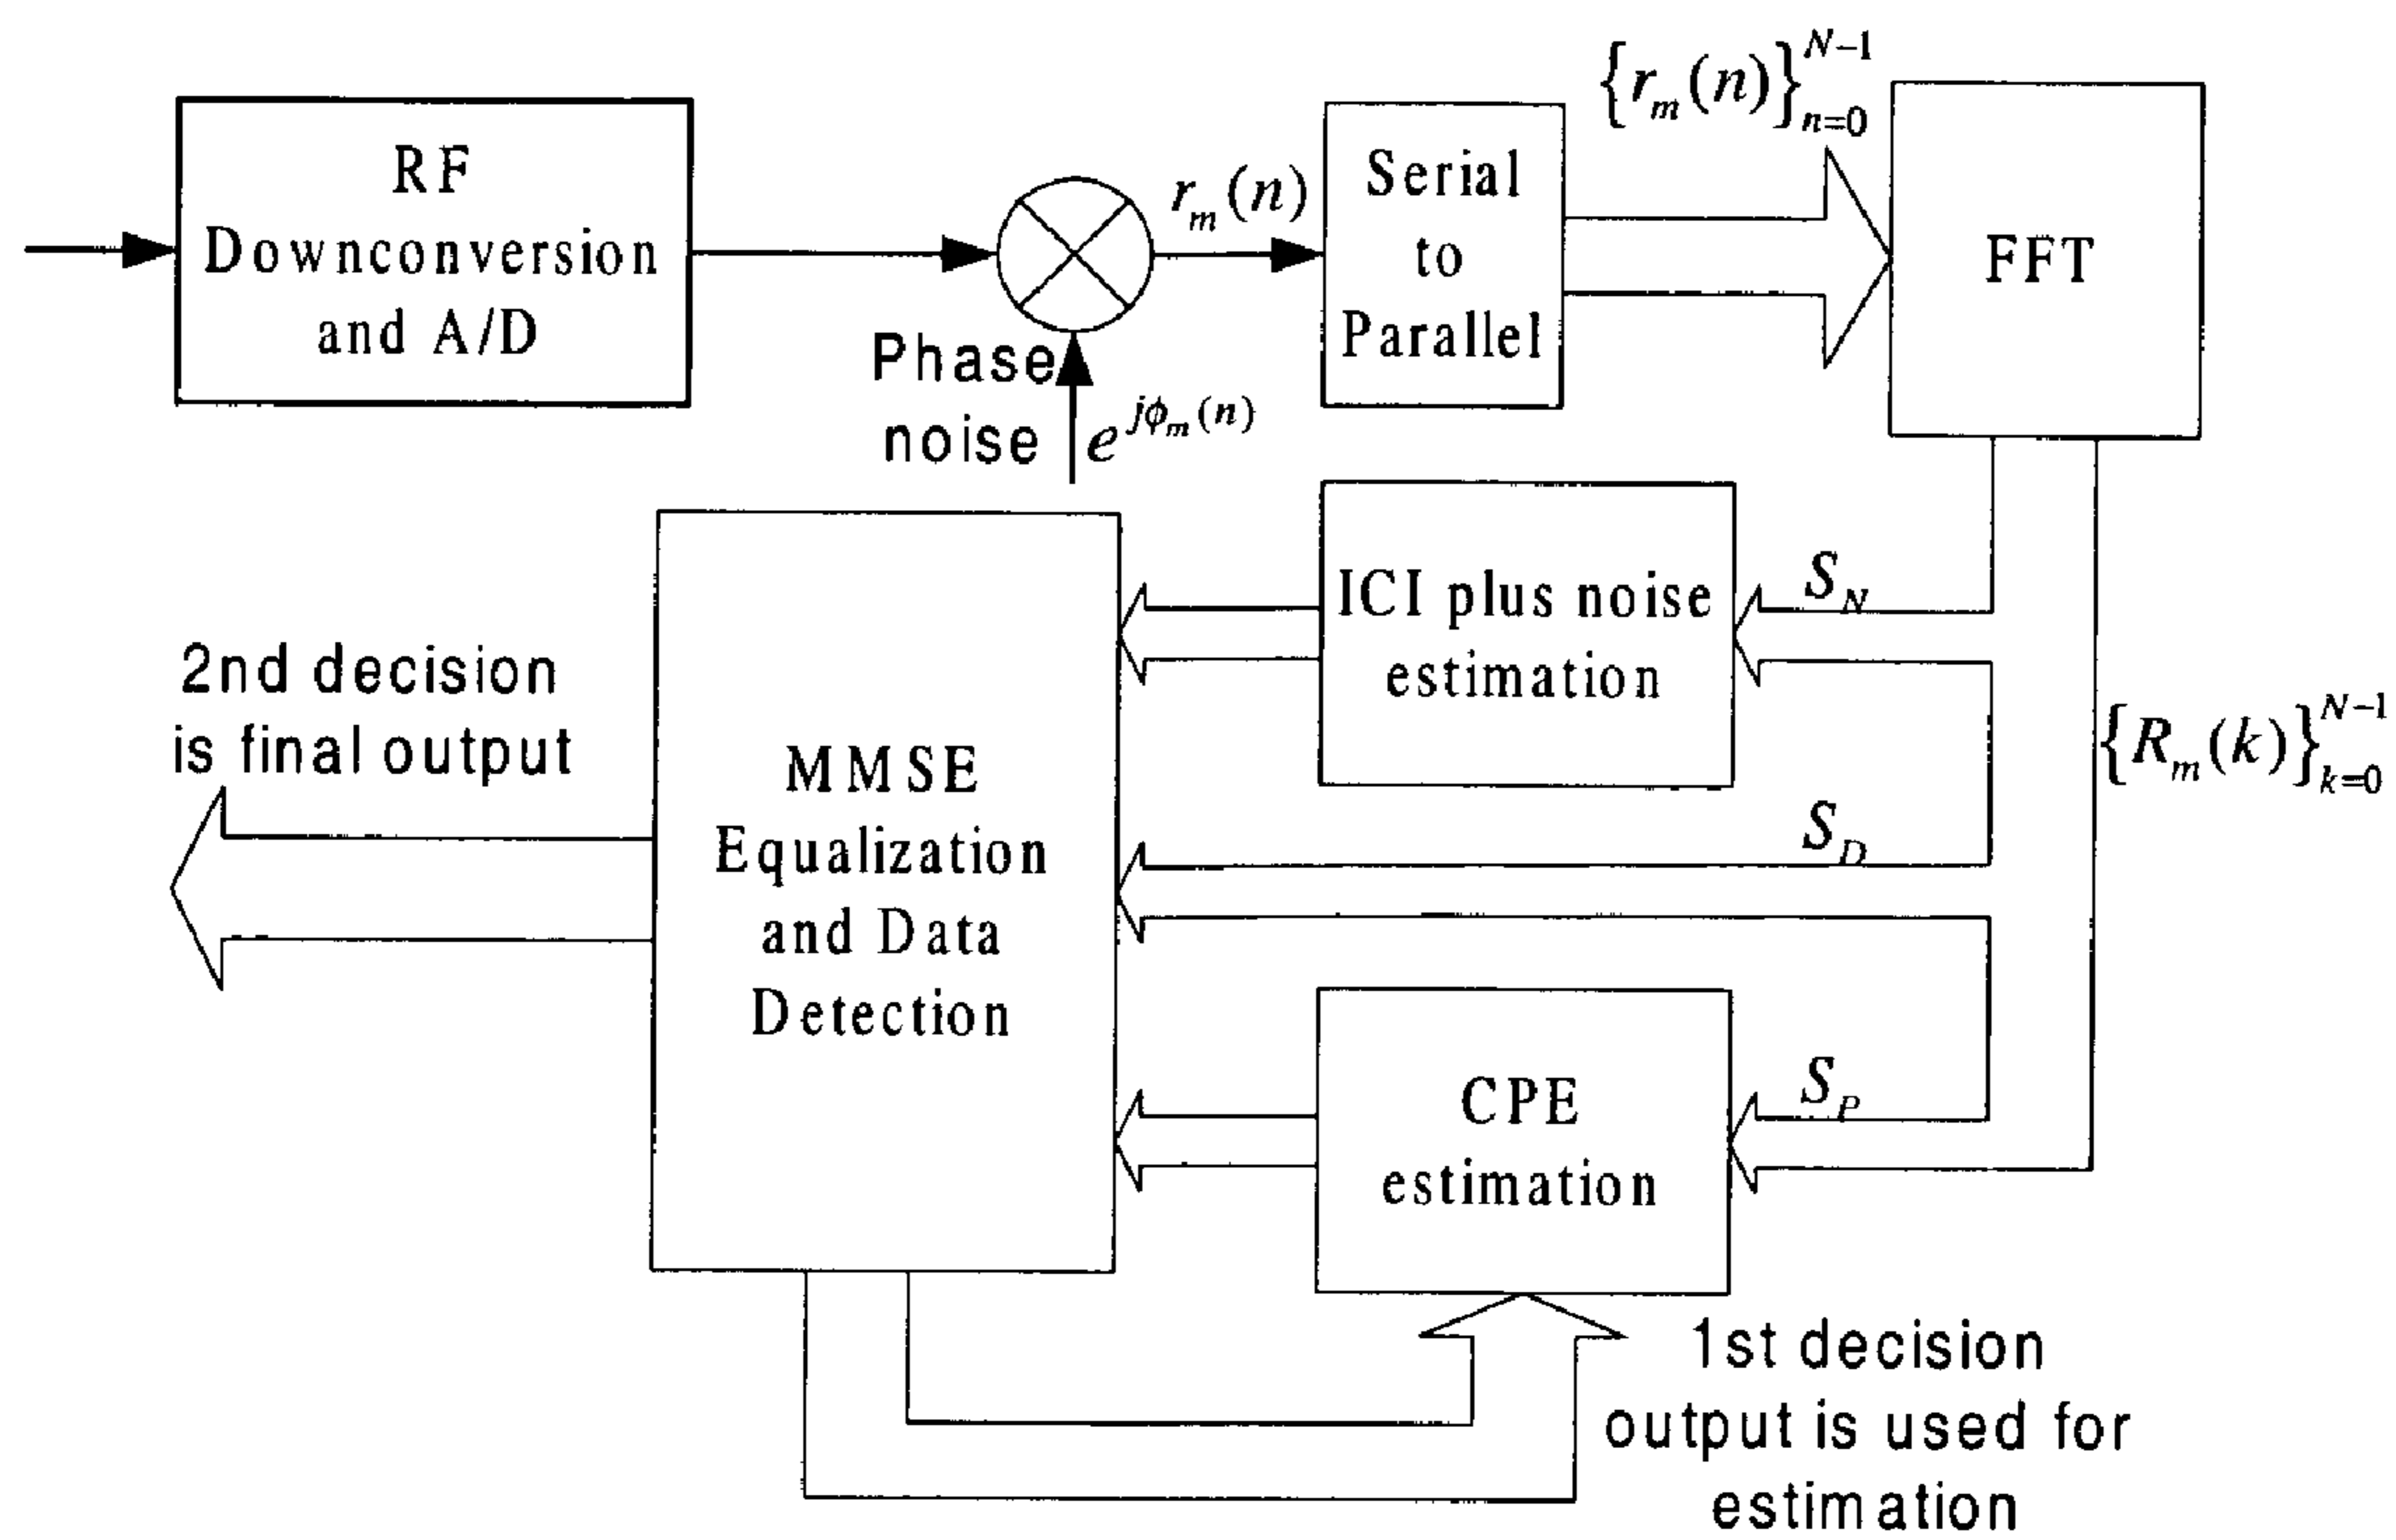 RF
Downconversion
and A/D
Phase
noise
e^{jφ_m(n)}
r_m(n)
Serial
to
Parallel
{r_m(n)}_{n=0}^{N-1}
FFT
2nd decision
is final output
MMSE
Equalization
and Data
Detection
ICI plus noise
estimation
S_N
S_D
{R_m(k)}_{k=0}^{N-1}
CPE
estimation
S_P
1st decision
output is used for
estimation